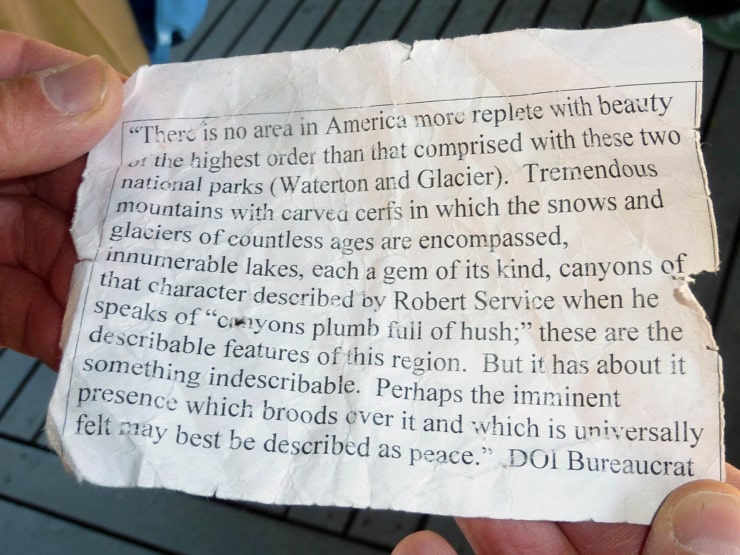 “There is no area in America more replete with beauty
of the highest order than that comprised with these two
national parks (Waterton and Glacier). Tremendous
mountains with carved cerfs in which the snows and
glaciers of countless ages are encompassed,
innumerable lakes, each a gem of its kind, canyons of
that character described by Robert Service when he
speaks of “canyons plumb full of hush;” these are the
describable features of this region. But it has about it
something indescribable. Perhaps the imminent
presence which broods over it and which is universally
felt may best be described as peace.” DOI Bureaucrat